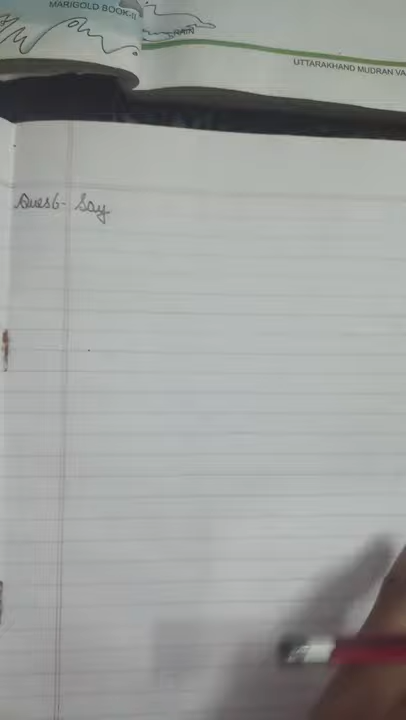 MARIGOLD BOOK-II
RAIN
UTTARAKHAND MUDRAN VA
Ques6- Say